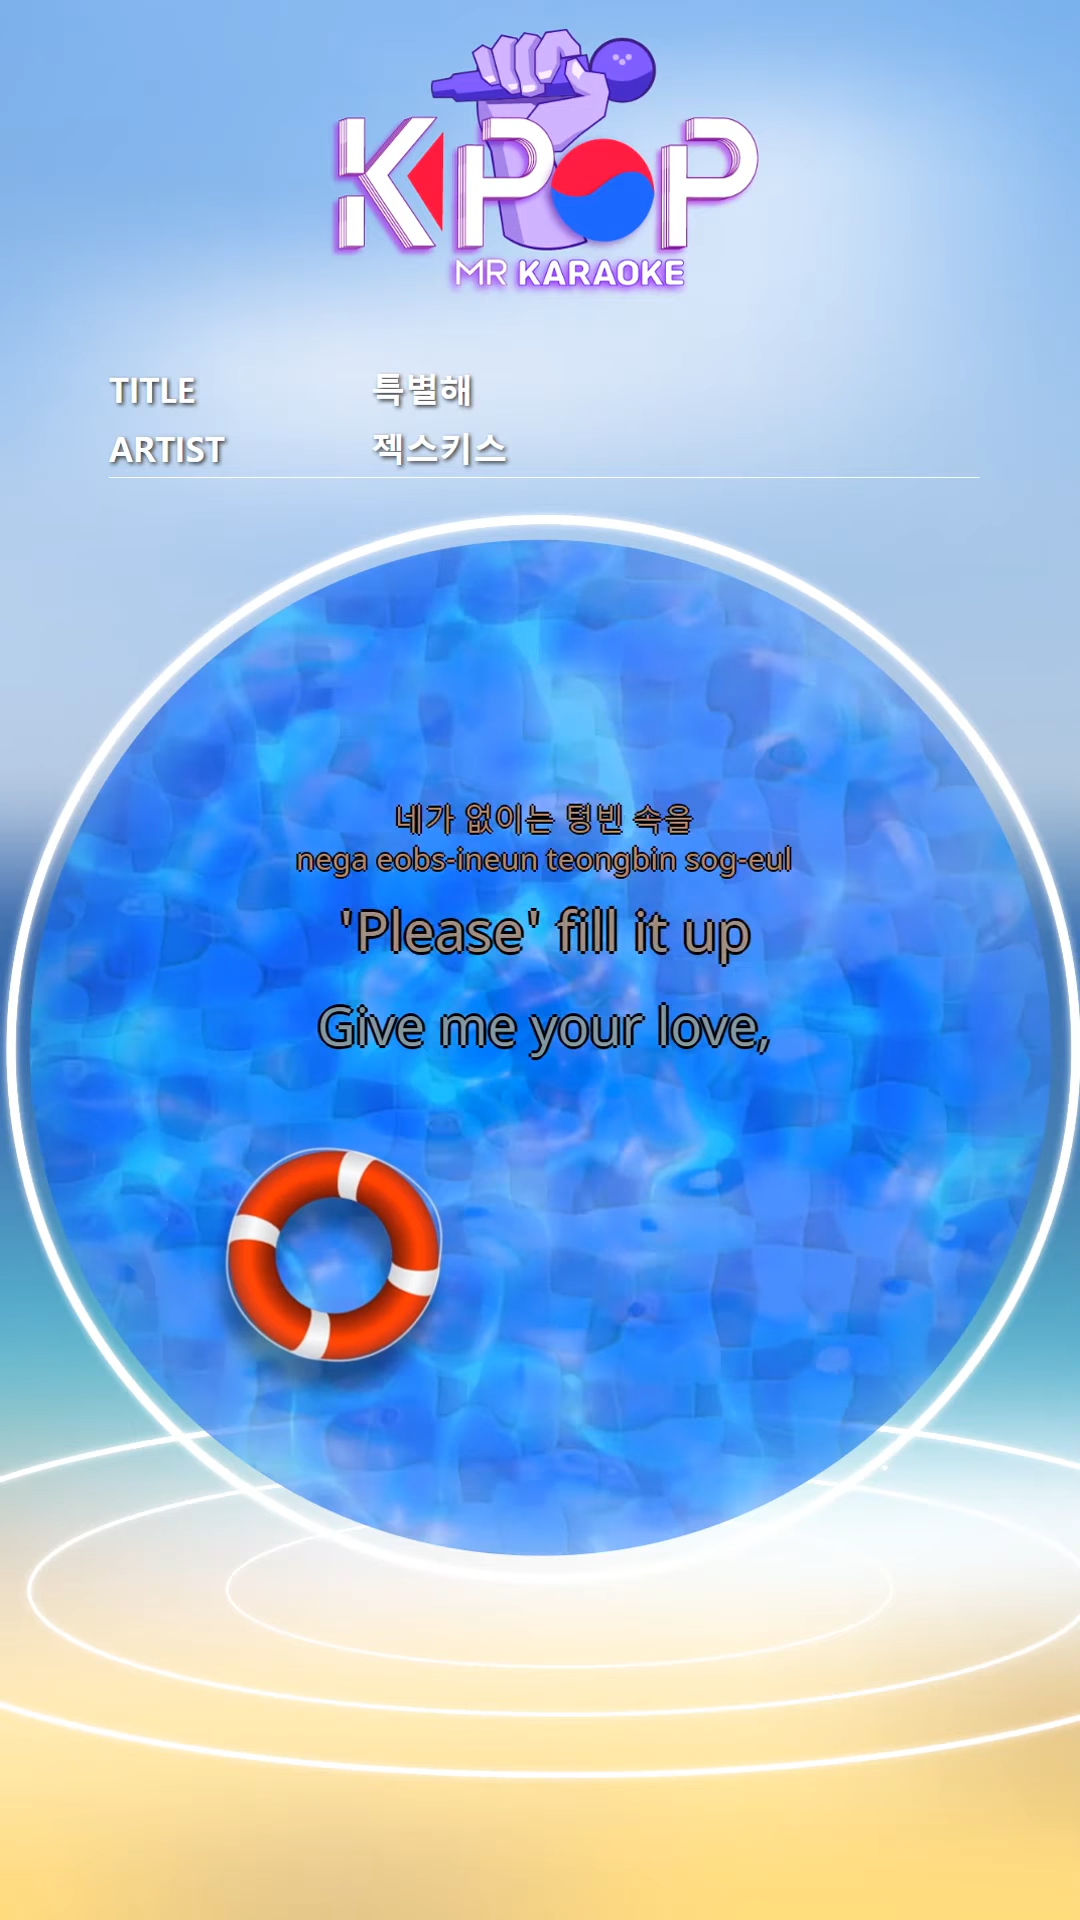 KPOP
MR KARAOKE
TITLE 특별해
ARTIST 젝스키스
네가 없이는 텅빈 속을
nega eobs-ineun teongbin sog-eul
'Please' fill it up
Give me your love,